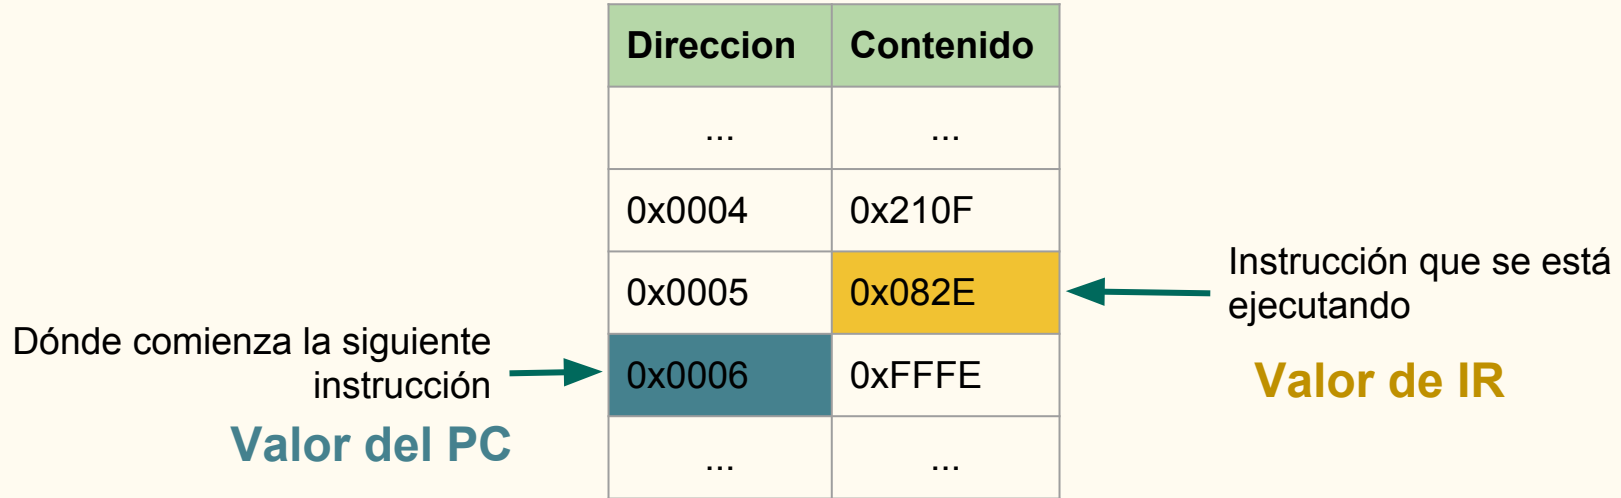 Direccion Contenido
... ...
0x0004 0x210F
0x0005 0x082E
0x0006 0xFFFE
... ...
Dónde comienza la siguiente
instrucción
Valor del PC
Instrucción que se está
ejecutando
Valor de IR